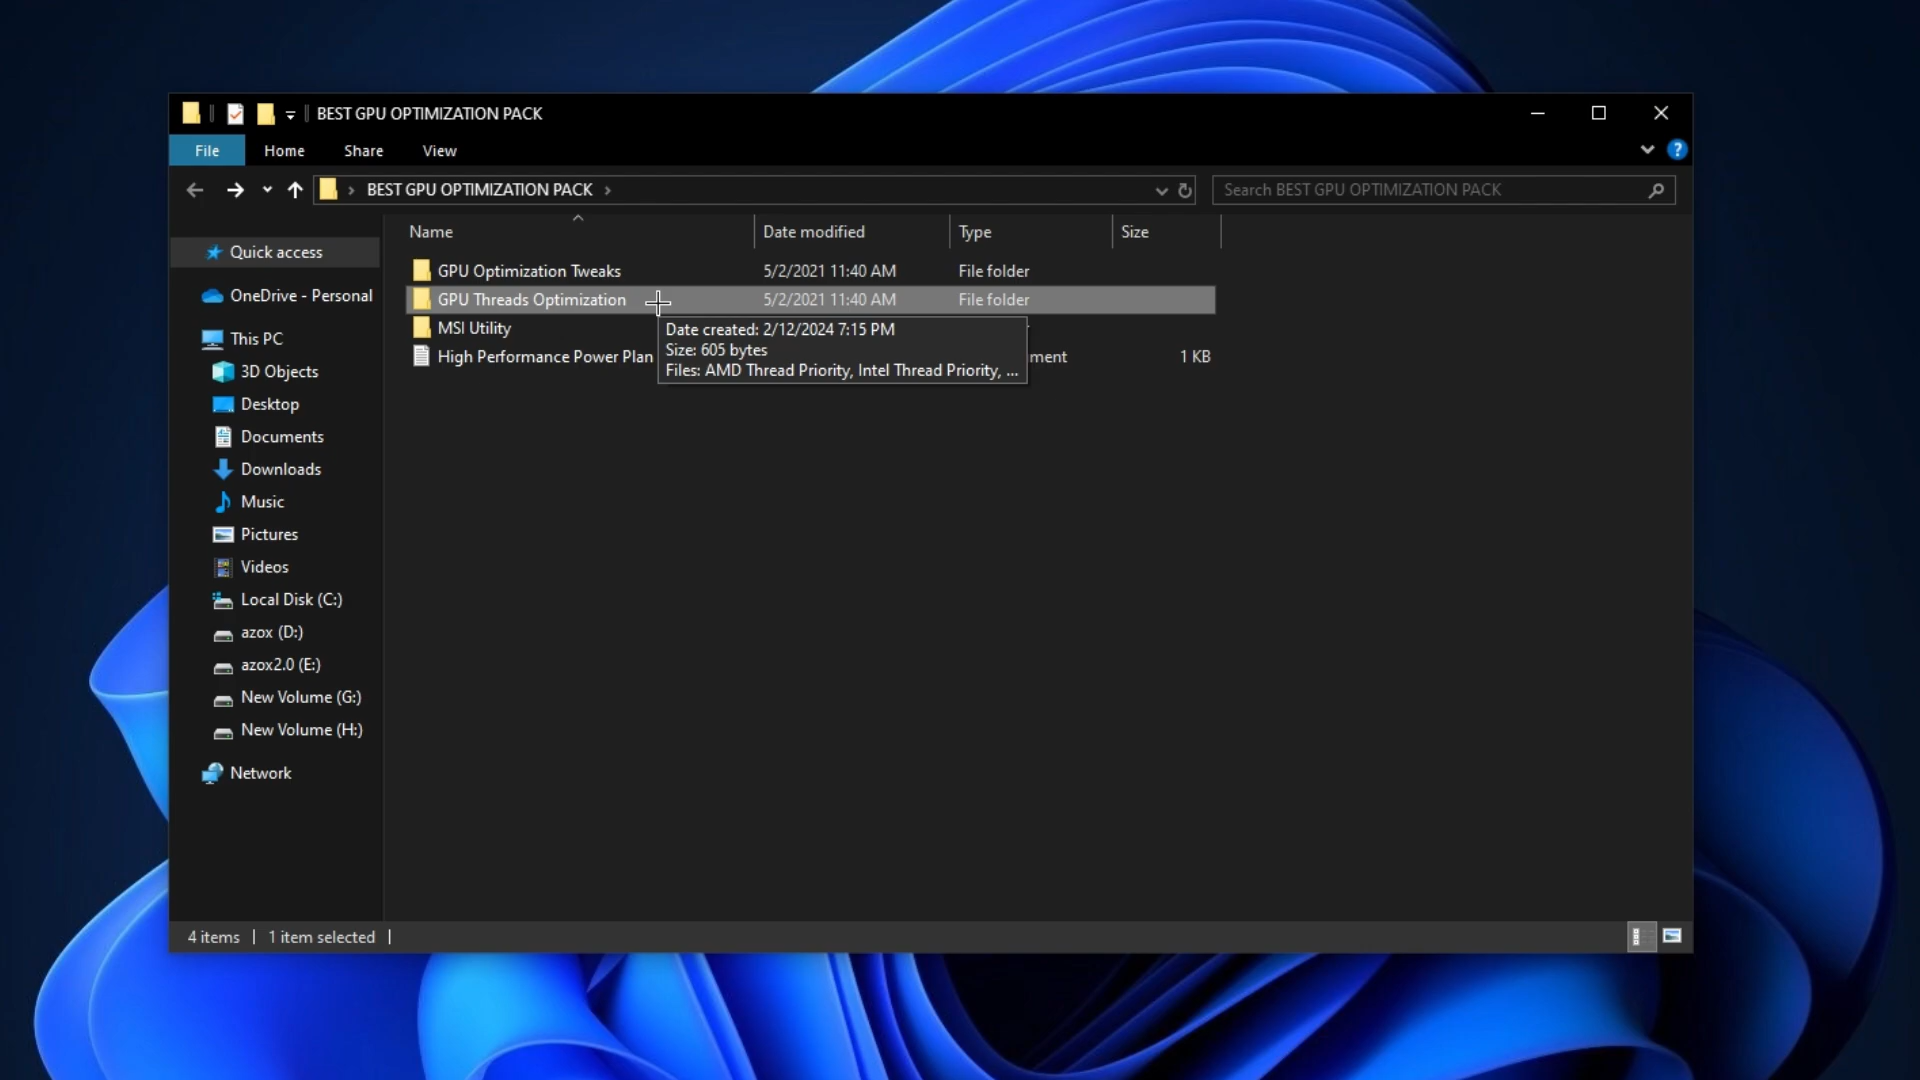 BEST GPU OPTIMIZATION PACK
File Home Share View
BEST GPU OPTIMIZATION PACK
Search BEST GPU OPTIMIZATION PACK
Name Date modified Type Size
Quick access
OneDrive - Personal
This PC
3D Objects
Desktop
Documents
Downloads
Music
Pictures
Videos
Local Disk (C:)
azox (D:)
azox2.0 (E:)
New Volume (G:)
New Volume (H:)
Network
GPU Optimization Tweaks 5/2/2021 11:40 AM File folder
GPU Threads Optimization 5/2/2021 11:40 AM File folder
MSI Utility
High Performance Power Plan ment 1 KB
Date created: 2/12/2024 7:15 PM
Size: 605 bytes
Files: AMD Thread Priority, Intel Thread Priority, ...
4 items 1 item selected